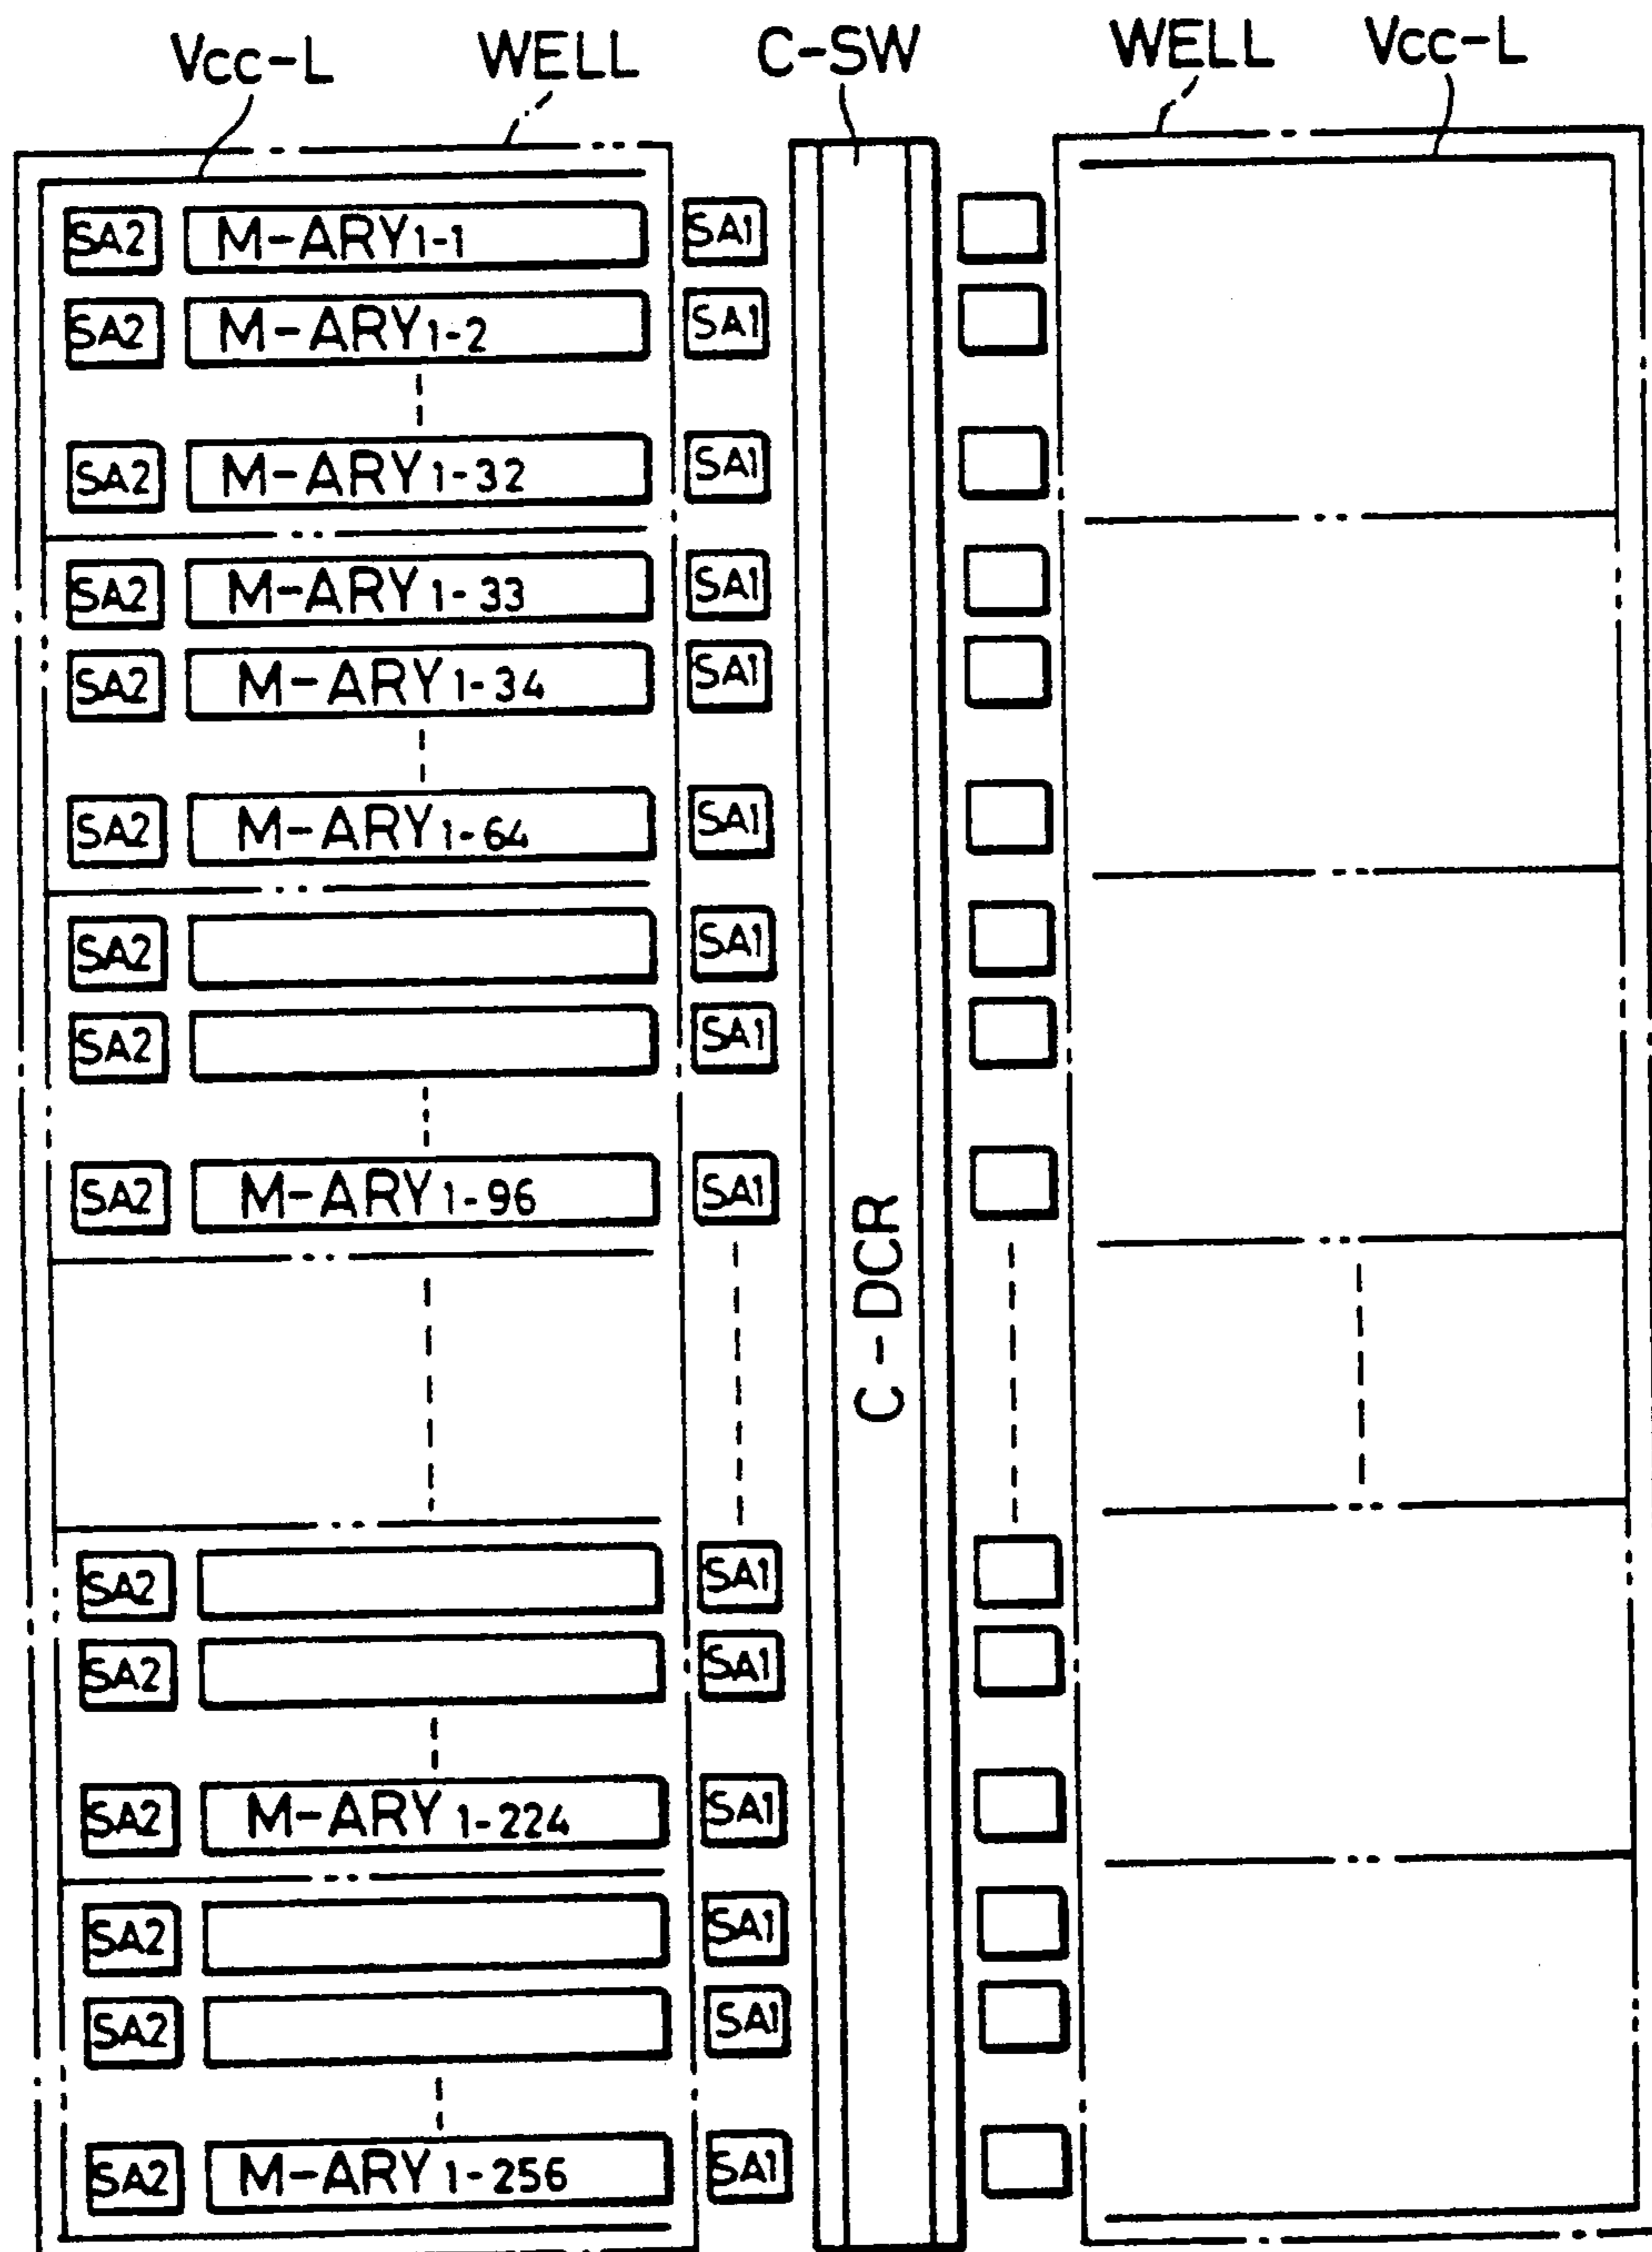 Vcc-L WELL C-SW WELL Vcc-L
SA2 M-ARY1-1 SA1
SA2 M-ARY1-2 SA1
SA2 M-ARY1-32 SA1
SA2 M-ARY1-33 SA1
SA2 M-ARY1-34 SA1
SA2 M-ARY1-64 SA1
SA2 SA1
SA2 SA1
SA2 M-ARY1-96 SA1
C-DCR
SA2 SA1
SA2 SA1
SA2 M-ARY1-224 SA1
SA2 SA1
SA2 SA1
SA2 M-ARY1-256 SA1